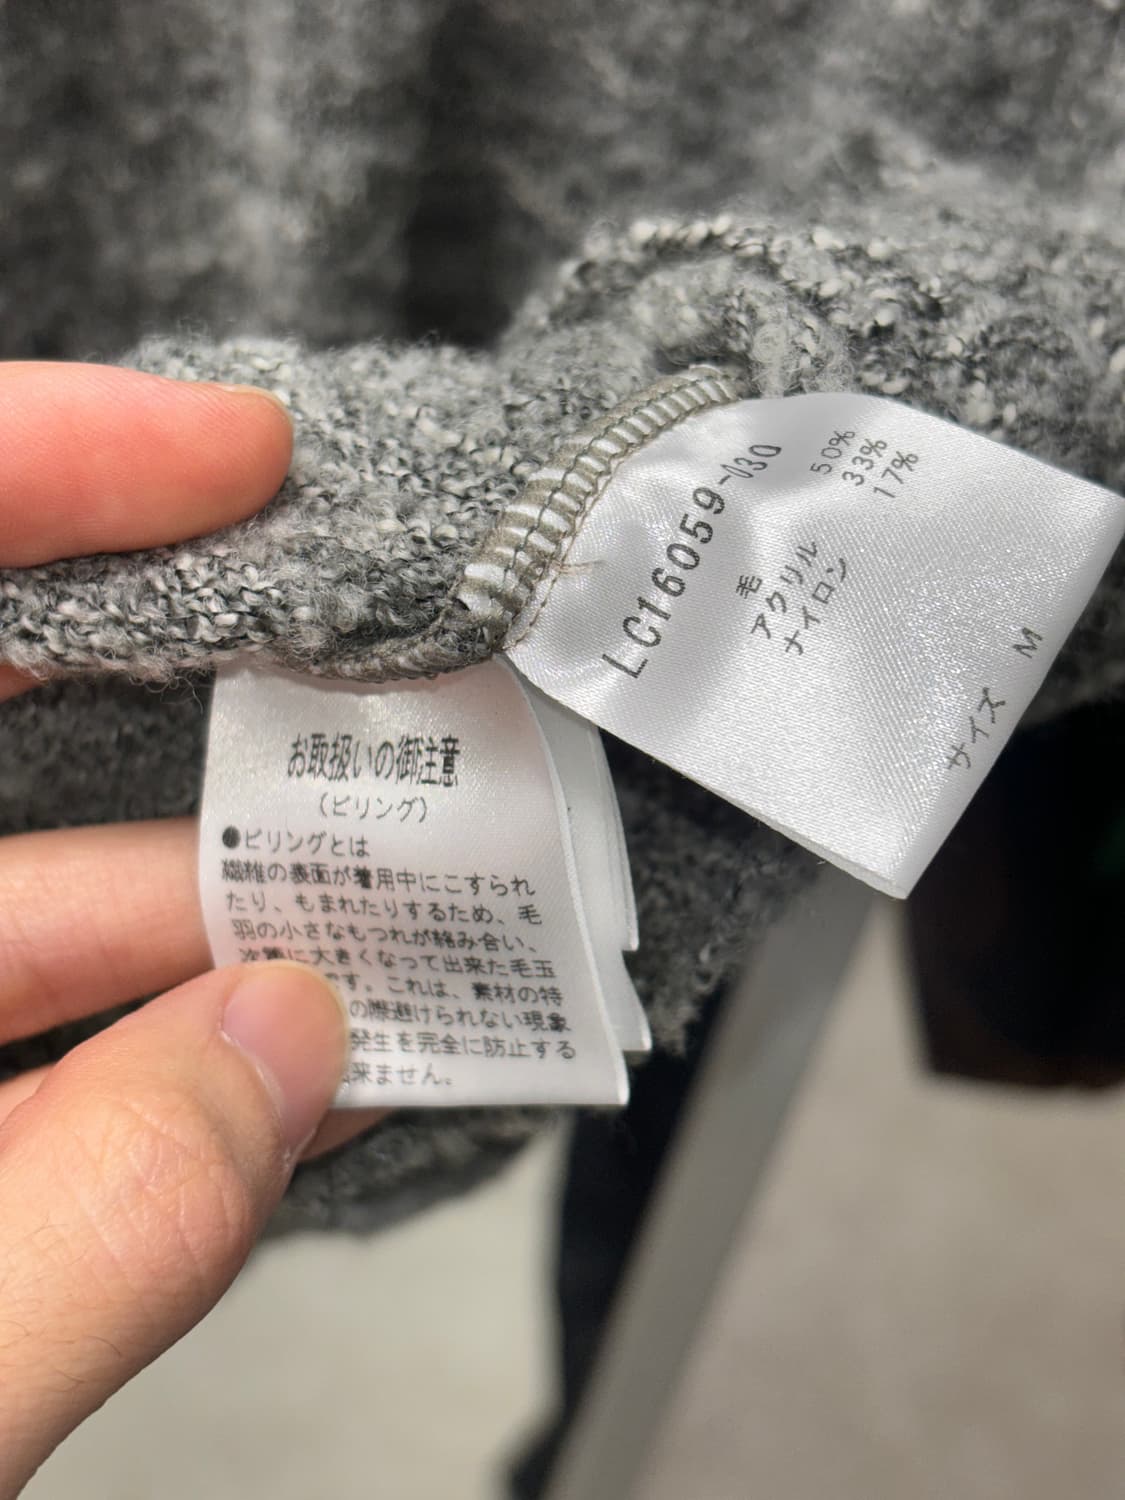 お取扱いの御注意
(ピリング)
●ピリングとは
繊維の表面が着用中にこすられ
たり、もまれたりするため、毛
羽の小さなもつれが絡み合い、
次第に大きくなって出来た毛玉
です。これは、素材の特
の際避けられない現象
発生を完全に防止する
来ません。
LC16059-030
毛 50%
アクリル 33%
ナイロン 17%
サイズ M